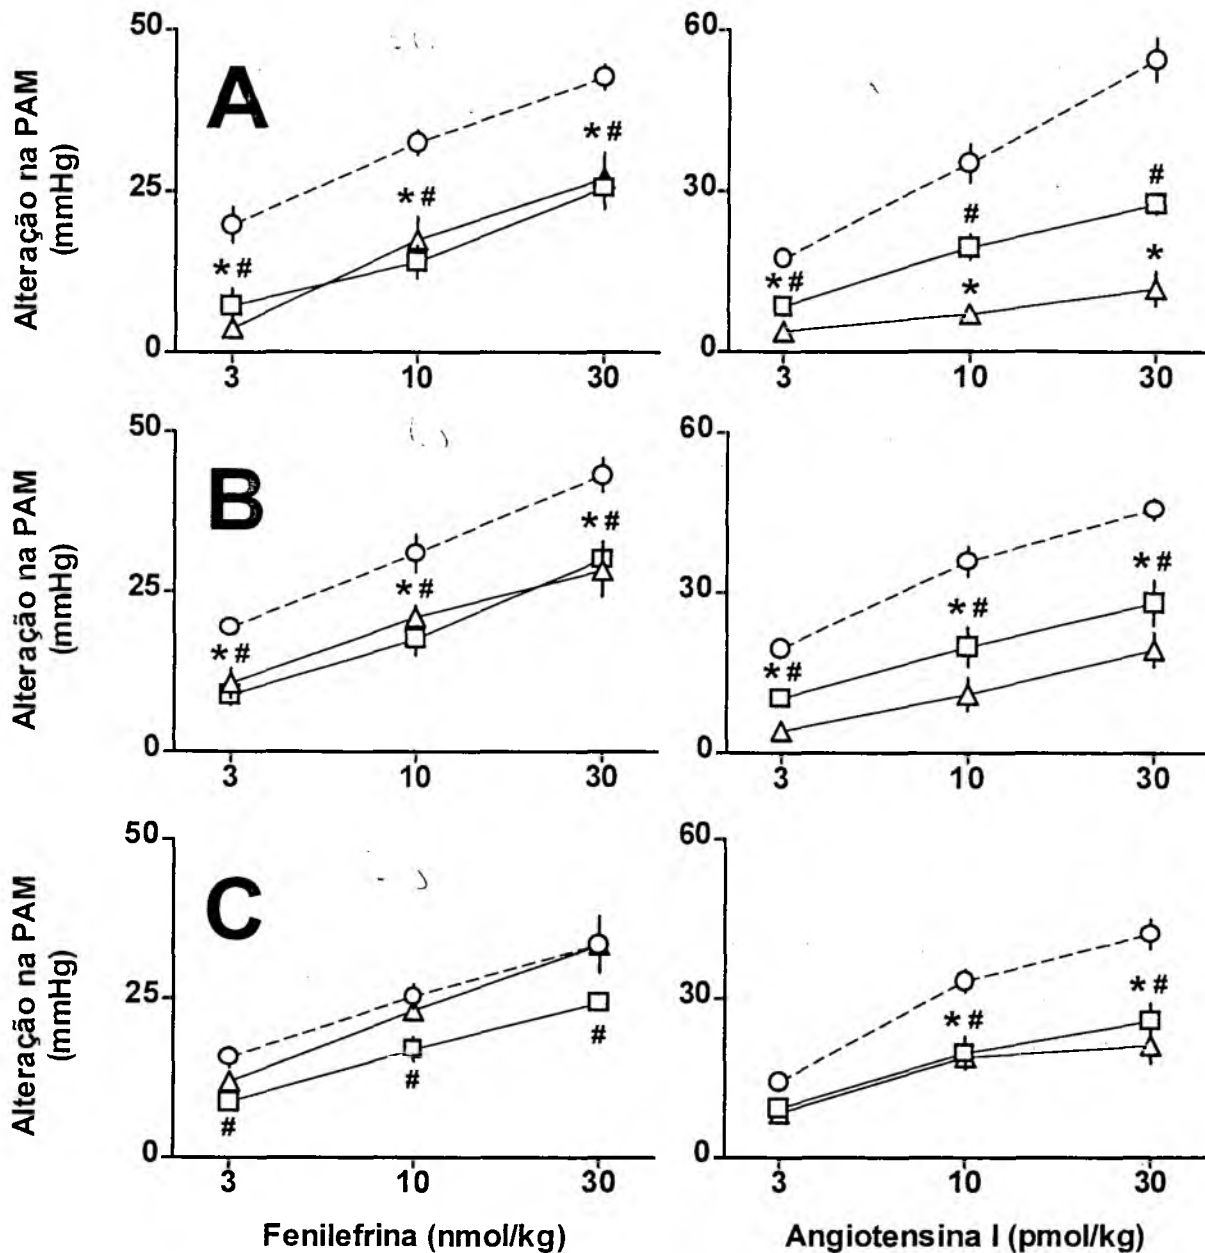 50
25
0
Alteração na PAM
(mmHg)
A
* #
* #
* #
3 10 30
60
30
0
* #
#
*
#
*
3 10 30
50
25
0
Alteração na PAM
(mmHg)
B
* #
* #
* #
3 10 30
60
30
0
* #
* #
* #
3 10 30
50
25
0
Alteração na PAM
(mmHg)
C
#
#
#
3 10 30
Fenilefrina (nmol/kg)
60
30
0
* #
* #
3 10 30
Angiotensina I (pmol/kg)